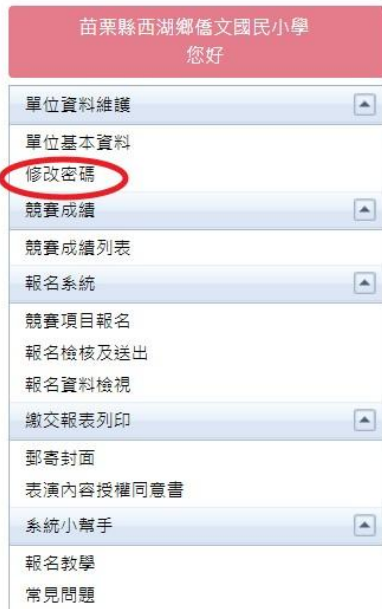 苗栗縣西湖鄉僑文國民小學
您好
單位資料維護
單位基本資料
修改密碼
競賽成績
競賽成績列表
報名系統
競賽項目報名
報名檢核及送出
報名資料檢視
繳交報表列印
郵寄封面
表演內容授權同意書
系統小幫手
報名教學
常見問題